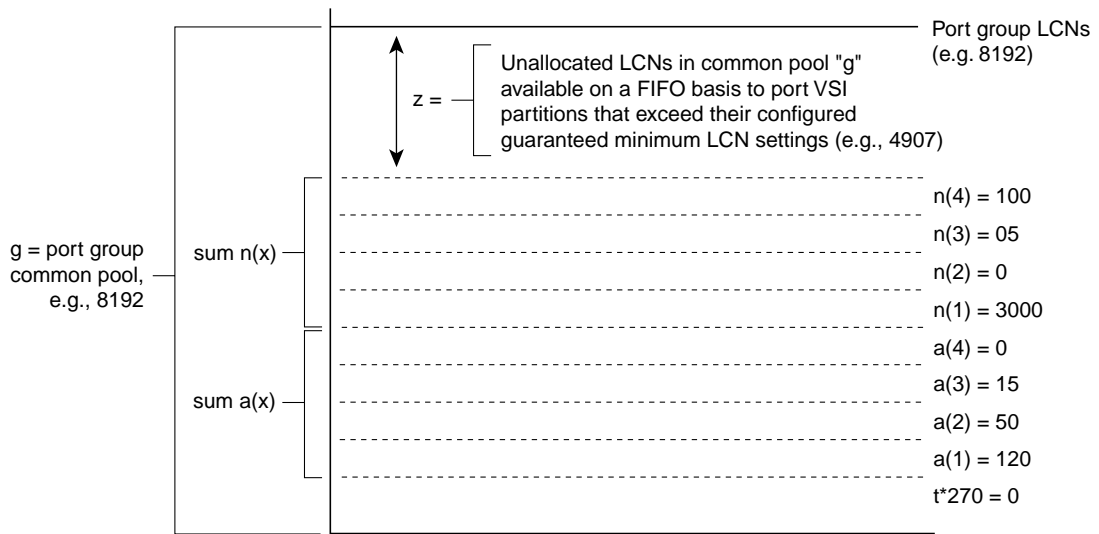 Port group LCNs
(e.g. 8192)
z =
Unallocated LCNs in common pool "g"
available on a FIFO basis to port VSI
partitions that exceed their configured
guaranteed minimum LCN settings (e.g., 4907)
g = port group
common pool,
e.g., 8192
sum n(x)
n(4) = 100
n(3) = 05
n(2) = 0
n(1) = 3000
sum a(x)
a(4) = 0
a(3) = 15
a(2) = 50
a(1) = 120
t*270 = 0